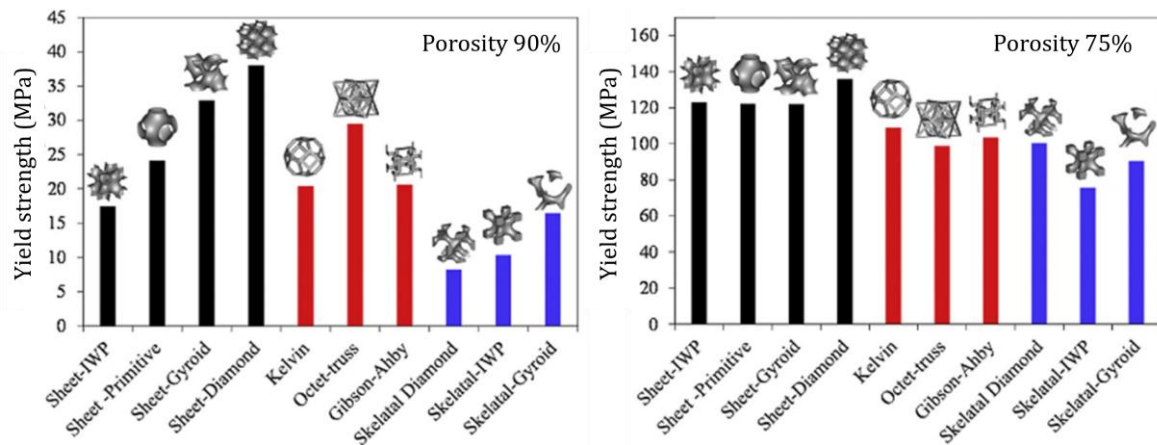 Yield strength (MPa)
45
40
35
30
25
20
15
10
5
0
Porosity 90%
Sheet-IWP
Sheet -Primitive
Sheet-Gyroid
Sheet-Diamond
Kelvin
Octet-truss
Gibson-Ahby
Skelatal Diamond
Skelatal-IWP
Skelatal-Gyroid
Yield strength (MPa)
160
140
120
100
80
60
40
20
0
Porosity 75%
Sheet-IWP
Sheet -Primitive
Sheet-Gyroid
Sheet-Diamond
Kelvin
Octet-truss
Gibson-Ahby
Skelatal Diamond
Skelatal-IWP
Skelatal-Gyroid